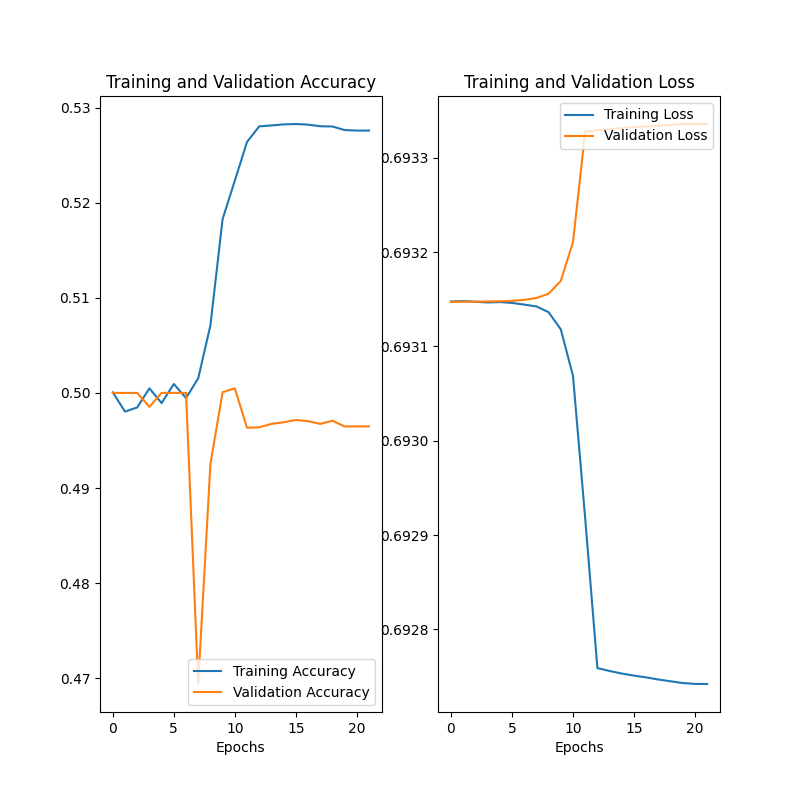 Training and Validation Accuracy
0.53
0.52
0.51
0.50
0.49
0.48
0.47
0
5
10
15
20
Epochs
Training Accuracy
Validation Accuracy
Training and Validation Loss
0.6933
0.6932
0.6931
0.6930
0.6929
0.6928
0
5
10
15
20
Epochs
Training Loss
Validation Loss